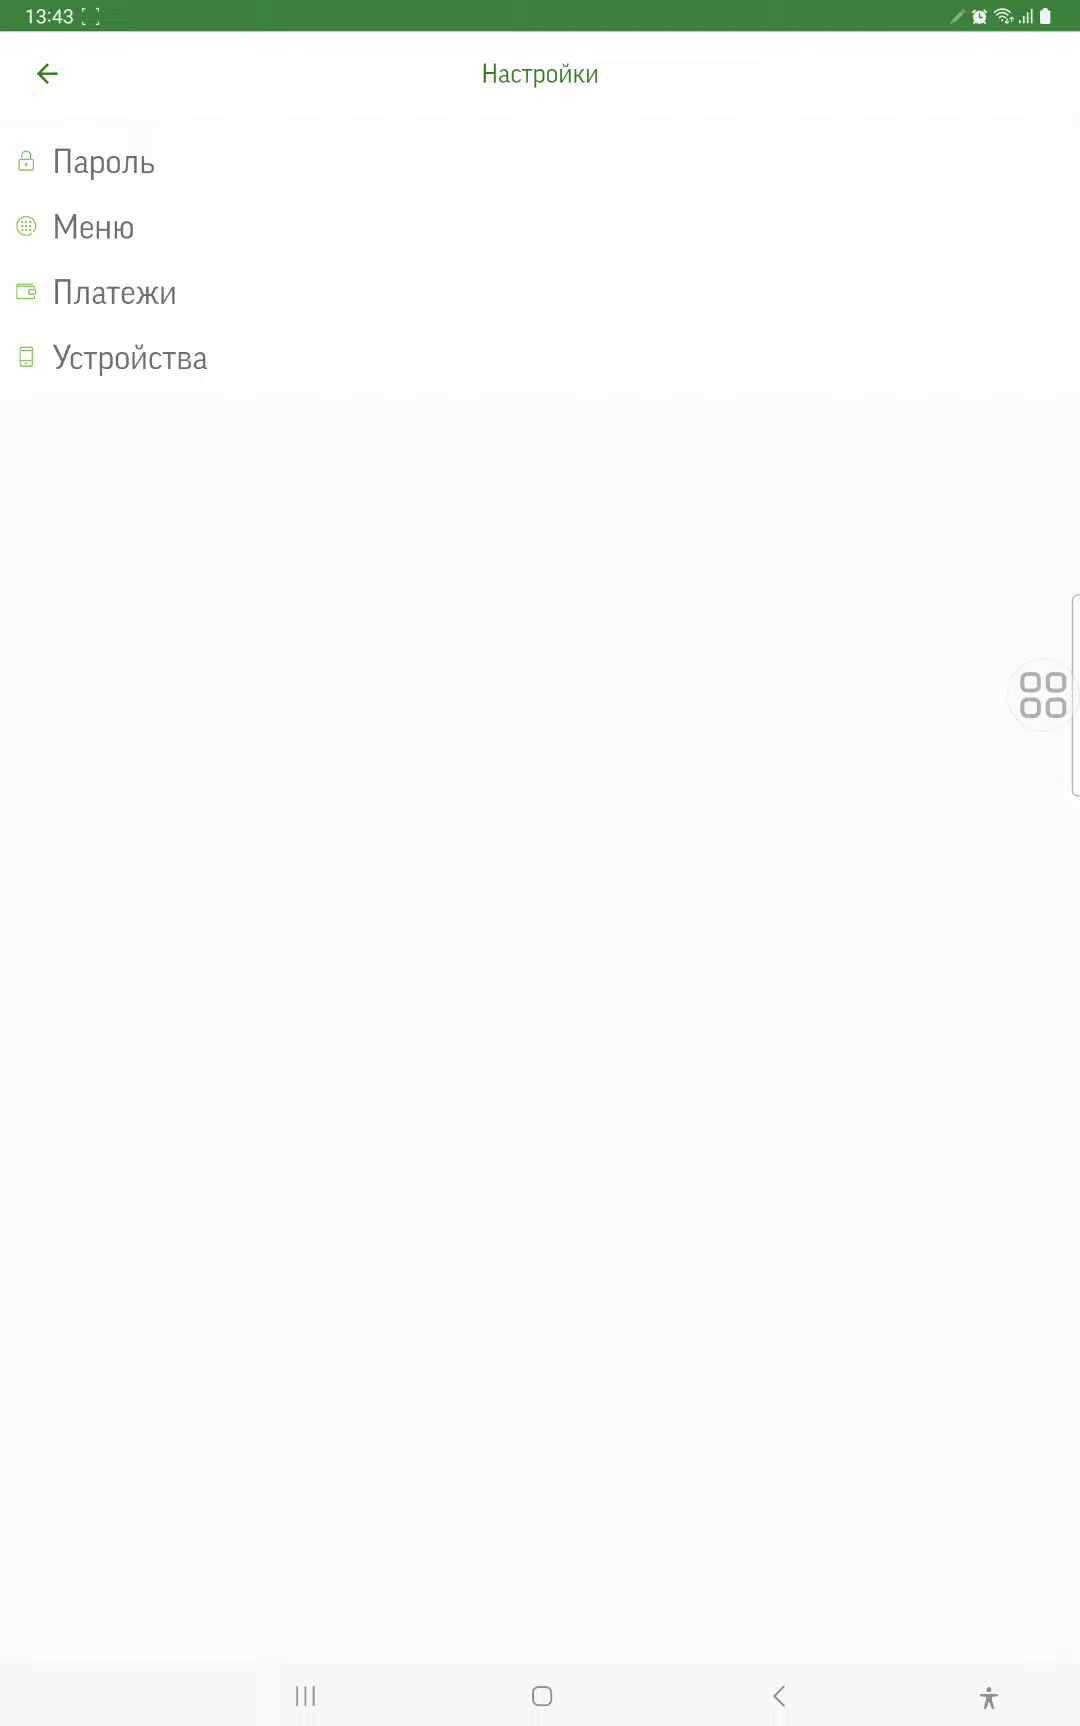 13:43
Настройки
Пароль
Меню
Платежи
Устройства